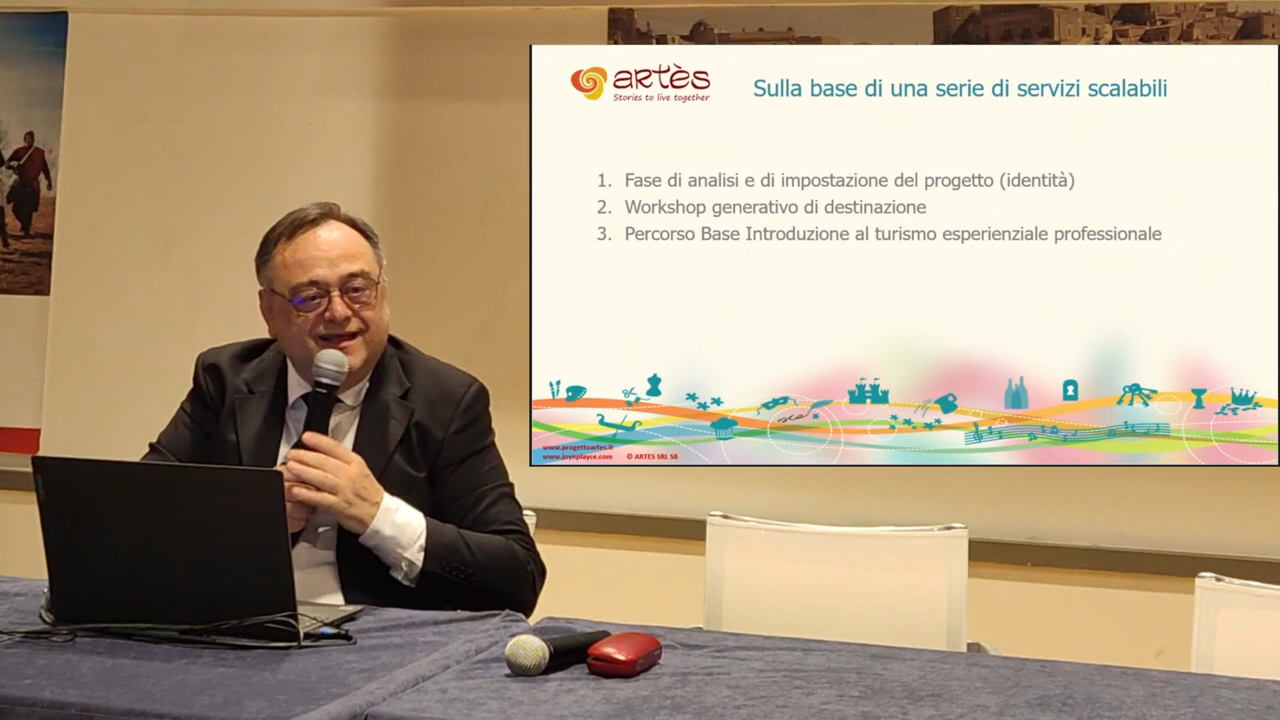 artès
Stories to live together
Sulla base di una serie di servizi scalabili
1. Fase di analisi e di impostazione del progetto (identità)
2. Workshop generativo di destinazione
3. Percorso Base Introduzione al turismo esperienziale professionale
www.progettoartes.it
www.joynplayce.com © ARTES SRL SB